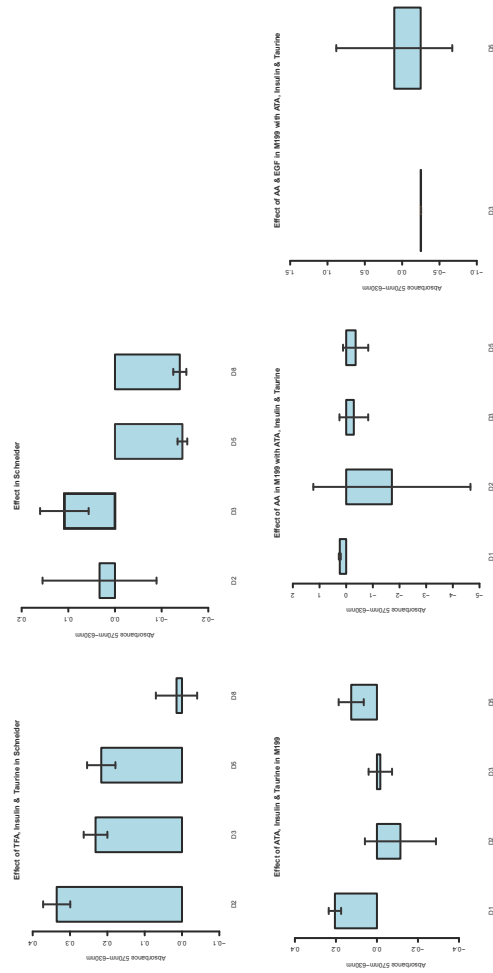 Effect of TFA, Insulin & Taurine in Schneider
Absorbance 570nm−630nm
0.4
0.3
0.2
0.1
0.0
−0.1
D2 D3 D5 D8
Effect in Schneider
Absorbance 570nm−630nm
0.2
0.1
0.0
−0.1
−0.2
D2 D3 D5 D8
Effect of ATA, Insulin & Taurine in M199
Absorbance 570nm−630nm
0.4
0.2
0.0
−0.2
−0.4
D1 D2 D3 D5
Effect of AA in M199 with ATA, Insulin & Taurine
Absorbance 570nm−630nm
2
1
0
−1
−2
−3
−4
−5
D1 D2 D3 D5
Effect of AA & EGF in M199 with ATA, Insulin & Taurine
Absorbance 570nm−630nm
1.5
1.0
0.5
0.0
−0.5
−1.0
D3 D5